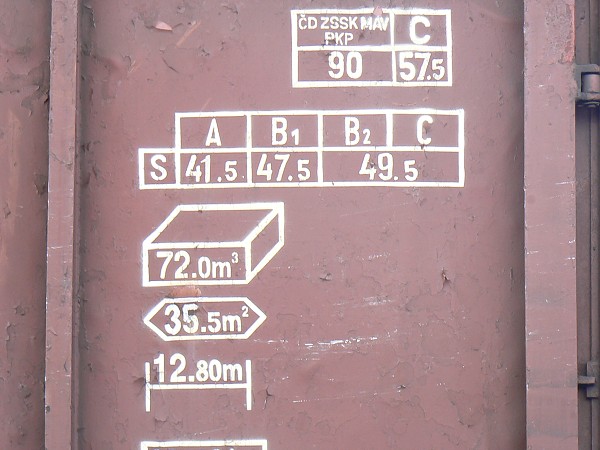 ČD ZSSK MAV C
PKP
90 57.5
A B1 B2 C
S 41.5 47.5 49.5
72.0m³
35.5m²
12.80m